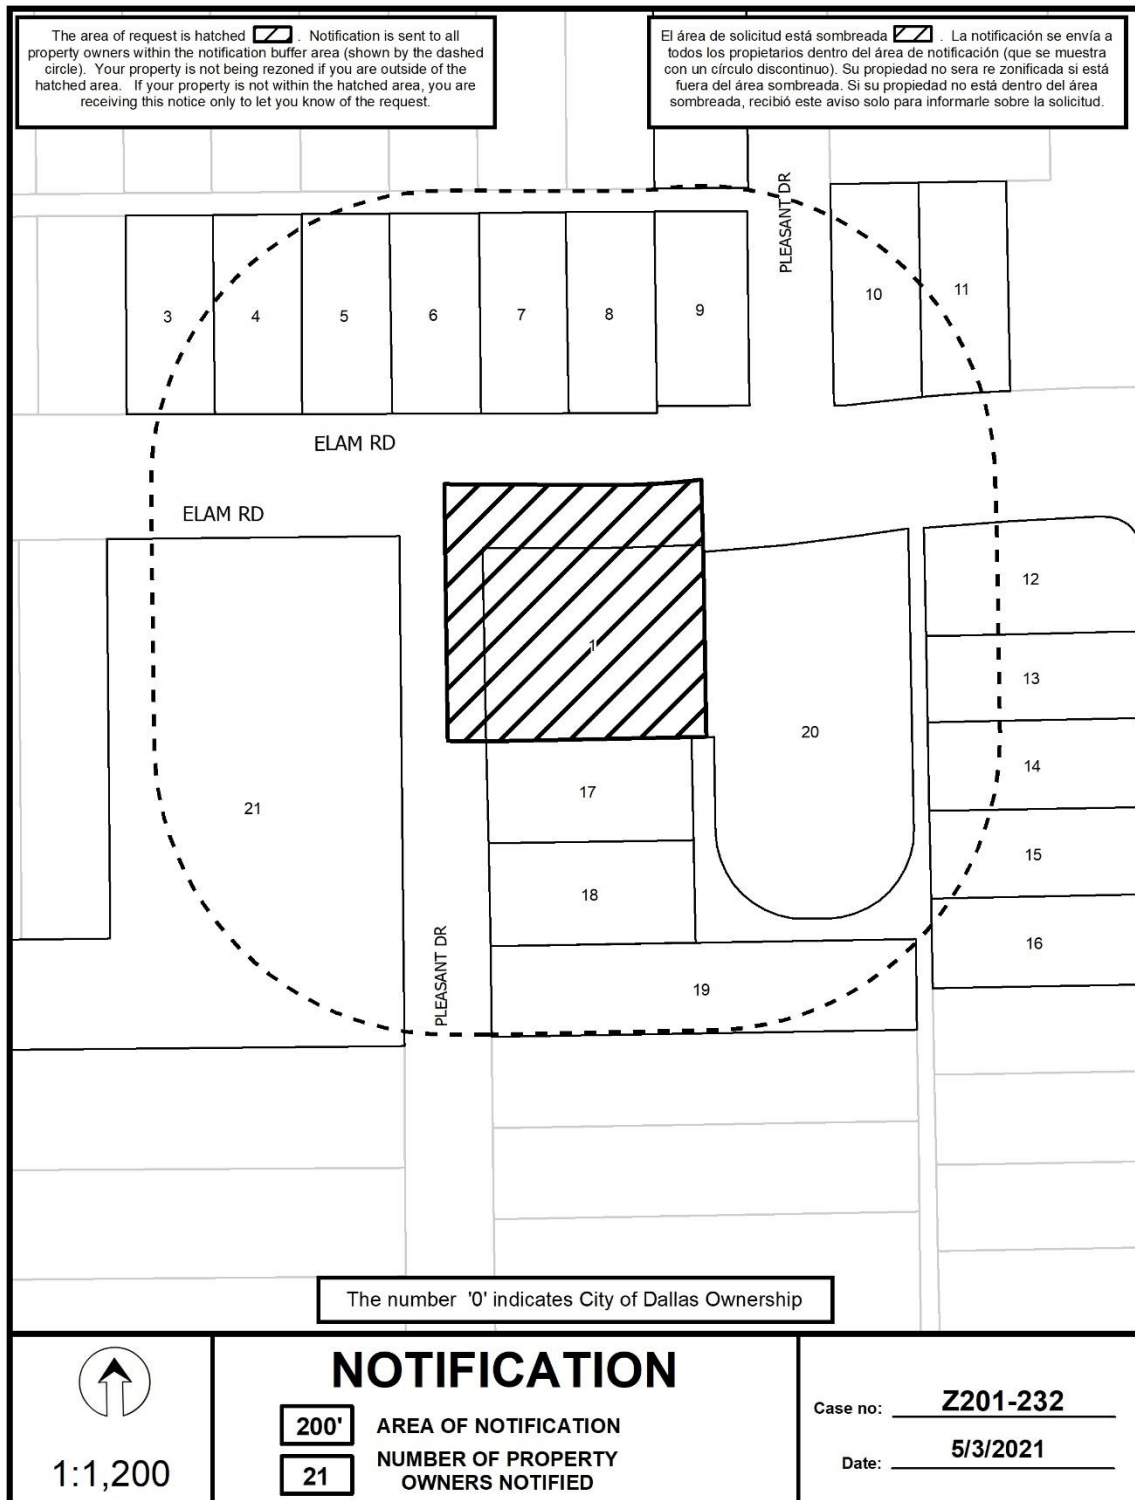 The area of request is hatched . Notification is sent to all
property owners within the notification buffer area (shown by the dashed
circle). Your property is not being rezoned if you are outside of the
hatched area. If your property is not within the hatched area, you are
receiving this notice only to let you know of the request.
El área de solicitud está sombreada . La notificación se envía a
todos los propietarios dentro del área de notificación (que se muestra
con un círculo discontinuo). Su propiedad no sera re zonificada si está
fuera del área sombreada. Si su propiedad no está dentro del área
sombreada, recibió este aviso solo para informarle sobre la solicitud.
PLEASANT DR
3
4
5
6
7
8
9
10
11
ELAM RD
ELAM RD
12
1
13
20
14
17
21
15
18
16
PLEASANT DR
19
The number '0' indicates City of Dallas Ownership
1:1,200
NOTIFICATION
200' AREA OF NOTIFICATION
21 NUMBER OF PROPERTY
OWNERS NOTIFIED
Case no: Z201-232
Date: 5/3/2021